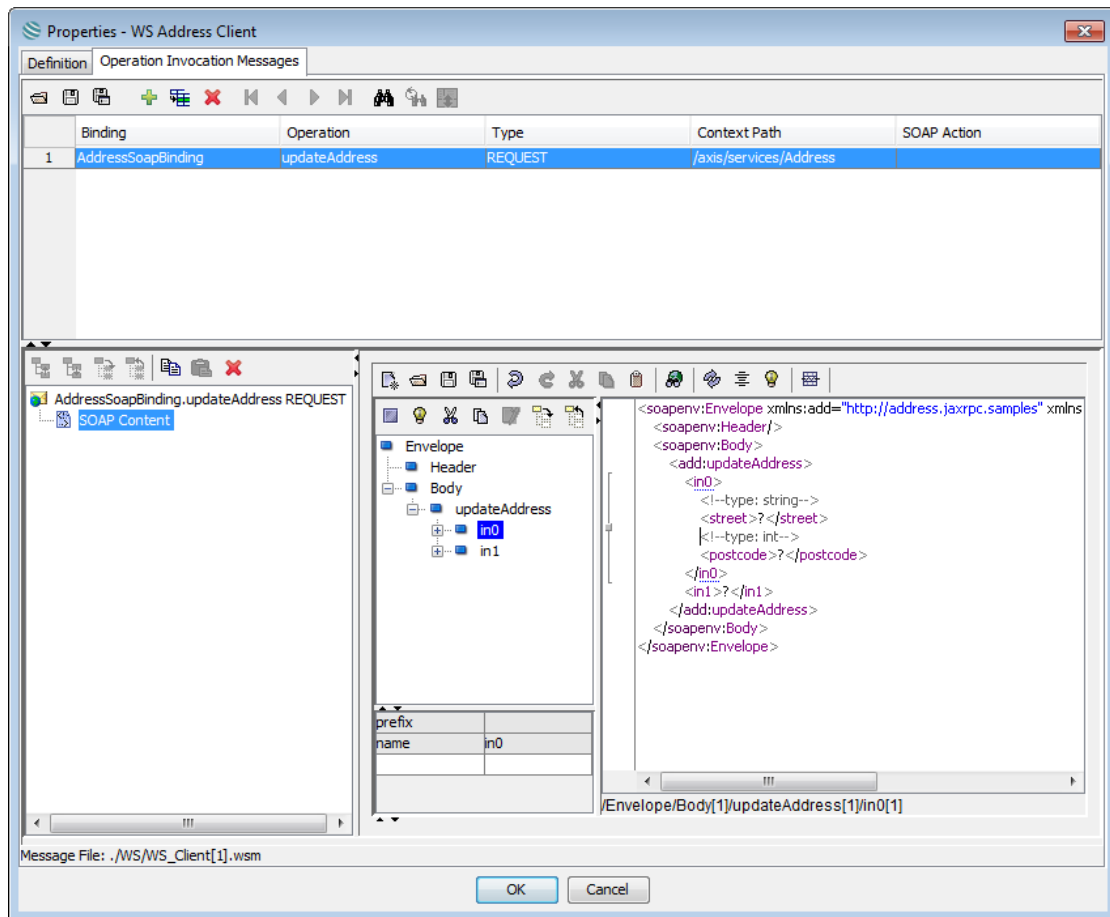 Properties - WS Address Client
Definition Operation Invocation Messages
Binding Operation Type Context Path SOAP Action
1 AddressSoapBinding updateAddress REQUEST /axis/services/Address
AddressSoapBinding.updateAddress REQUEST
SOAP Content
Envelope
Header
Body
updateAddress
in0
in1
prefix
name in0
<soapenv:Envelope xmlns:add="http://address.jaxrpc.samples" xmlns
<soapenv:Header/>
<soapenv:Body>
<add:updateAddress>
<in0>
<!--type: string-->
<street>?</street>
<!--type: int-->
<postcode>?</postcode>
</in0>
<in1>?</in1>
</add:updateAddress>
</soapenv:Body>
</soapenv:Envelope>
/Envelope/Body[1]/updateAddress[1]/in0[1]
Message File: ./WS/WS_Client[1].wsm
OK Cancel